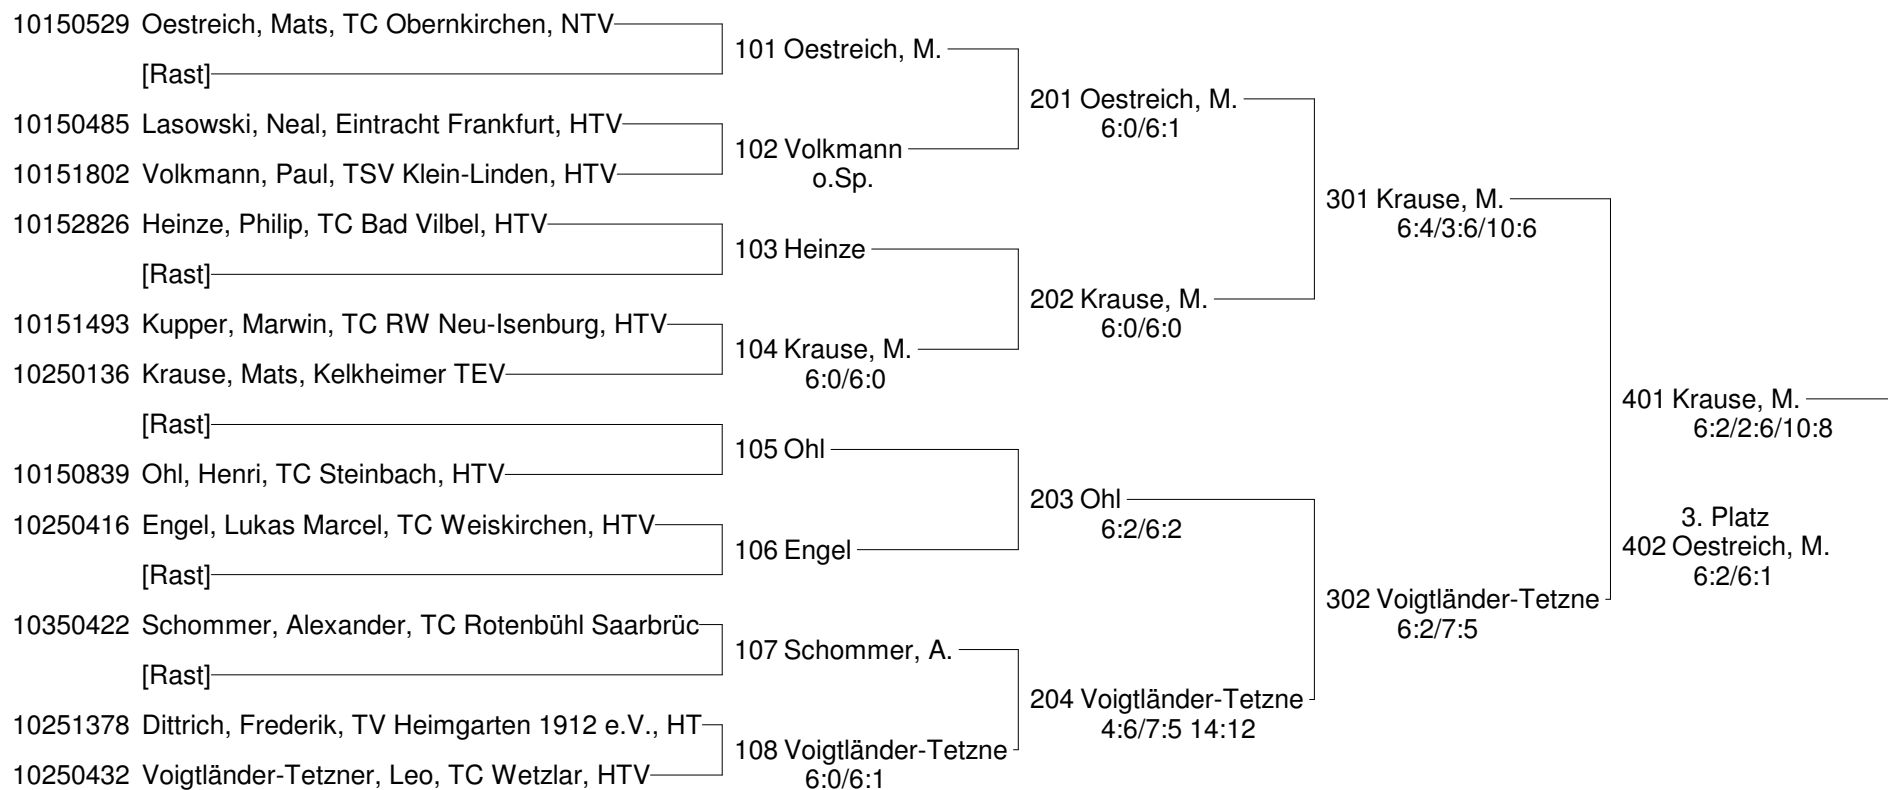 10150529 Oestreich, Mats, TC Obernkirchen, NTV
[Rast]
10150485 Lasowski, Neal, Eintracht Frankfurt, HTV
10151802 Volkmann, Paul, TSV Klein-Linden, HTV
10152826 Heinze, Philip, TC Bad Vilbel, HTV
[Rast]
10151493 Kupper, Marwin, TC RW Neu-Isenburg, HTV
10250136 Krause, Mats, Kelkheimer TEV
[Rast]
10150839 Ohl, Henri, TC Steinbach, HTV
10250416 Engel, Lukas Marcel, TC Weiskirchen, HTV
[Rast]
10350422 Schommer, Alexander, TC Rotenbühl Saarbrüc
[Rast]
10251378 Dittrich, Frederik, TV Heimgarten 1912 e.V., HT
10250432 Voigtländer-Tetzner, Leo, TC Wetzlar, HTV
101 Oestreich, M.
102 Volkmann
o.Sp.
103 Heinze
104 Krause, M.
6:0/6:0
105 Ohl
106 Engel
107 Schommer, A.
108 Voigtländer-Tetzne
6:0/6:1
201 Oestreich, M.
6:0/6:1
202 Krause, M.
6:0/6:0
203 Ohl
6:2/6:2
204 Voigtländer-Tetzne
4:6/7:5 14:12
301 Krause, M.
6:4/3:6/10:6
302 Voigtländer-Tetzne
6:2/7:5
401 Krause, M.
6:2/2:6/10:8
3. Platz
402 Oestreich, M.
6:2/6:1